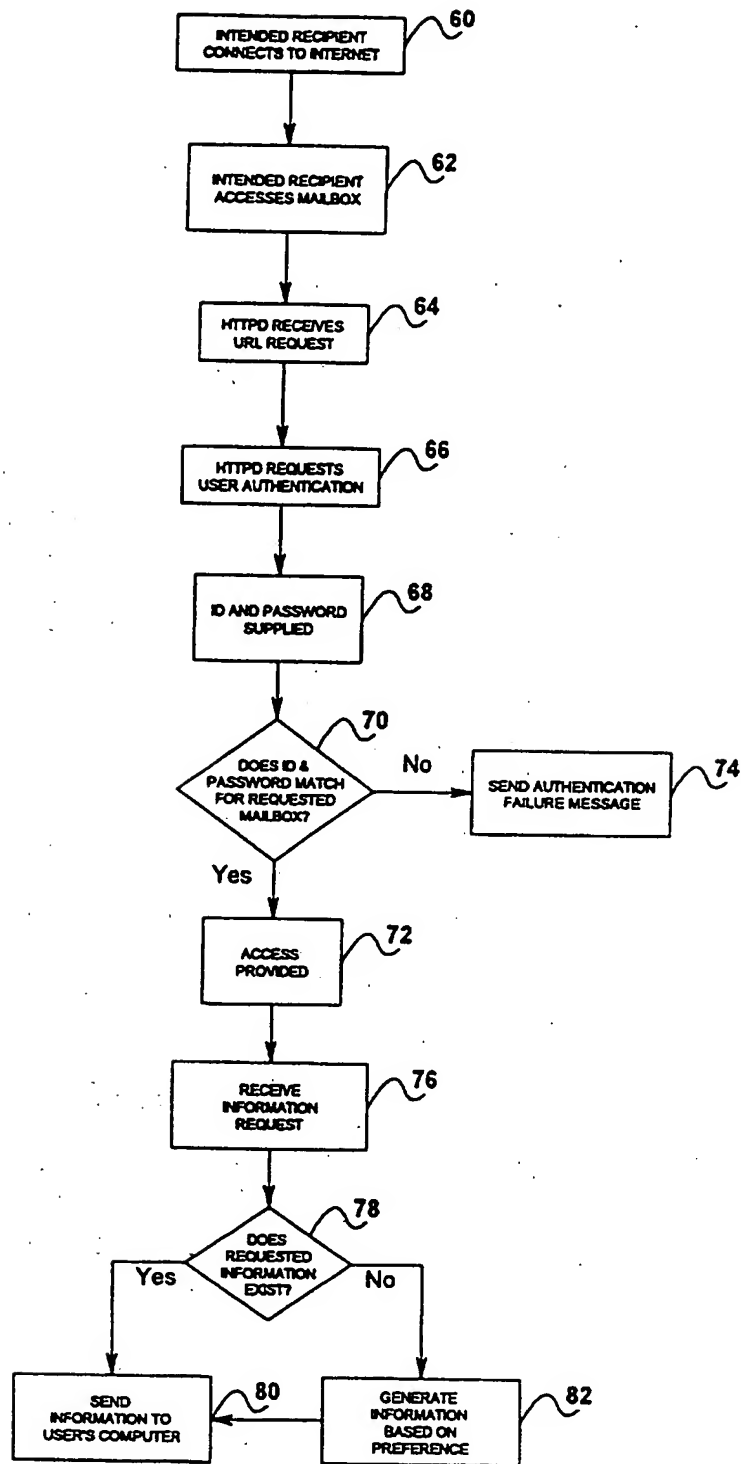 60
INTENDED RECIPIENT
CONNECTS TO INTERNET
62
INTENDED RECIPIENT
ACCESSES MAILBOX
64
HTTPD RECEIVES
URL REQUEST
66
HTTPD REQUESTS
USER AUTHENTICATION
68
ID AND PASSWORD
SUPPLIED
70
DOES ID &
PASSWORD MATCH
FOR REQUESTED
MAILBOX?
No
74
SEND AUTHENTICATION
FAILURE MESSAGE
Yes
72
ACCESS
PROVIDED
76
RECEIVE
INFORMATION
REQUEST
78
DOES
REQUESTED
INFORMATION
EXIST?
Yes
No
80
SEND
INFORMATION TO
USER'S COMPUTER
82
GENERATE
INFORMATION
BASED ON
PREFERENCE